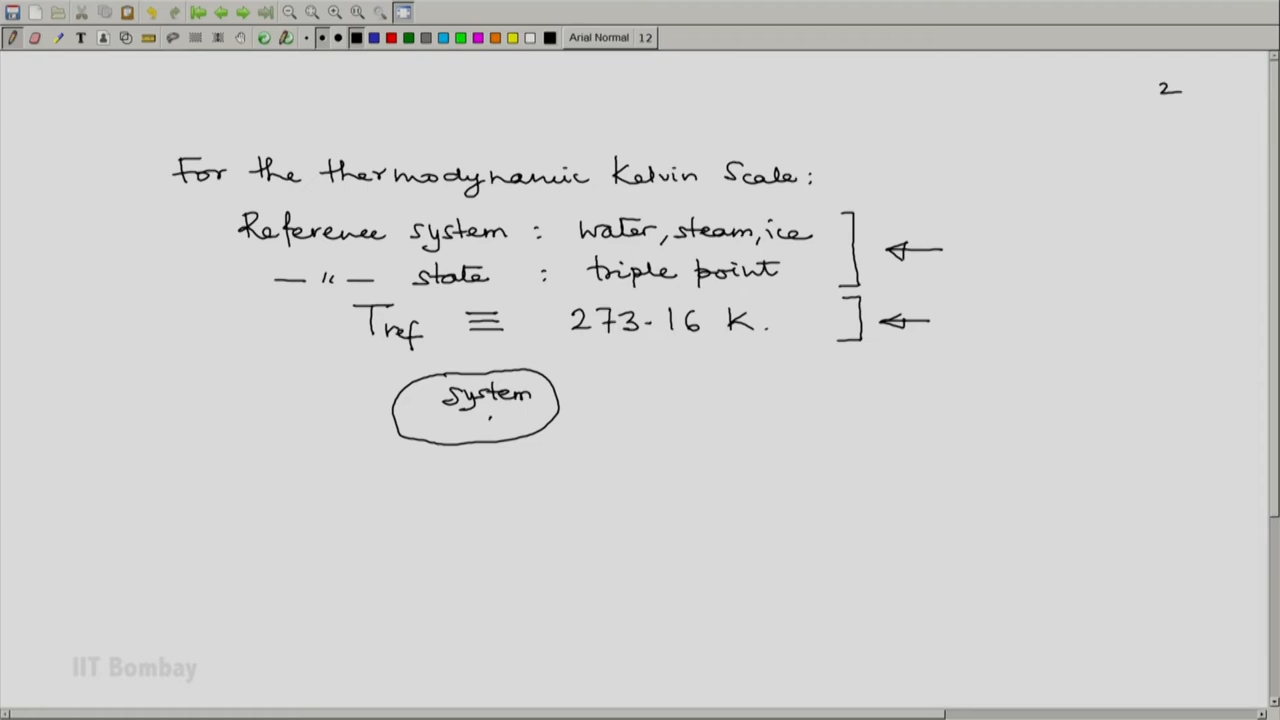 Arial Normal 12
2
For the thermodynamic Kelvin Scale:
Reference system : water, steam, ice
— " — state : triple point
Tref ≡ 273.16 K.
system
IIT Bombay